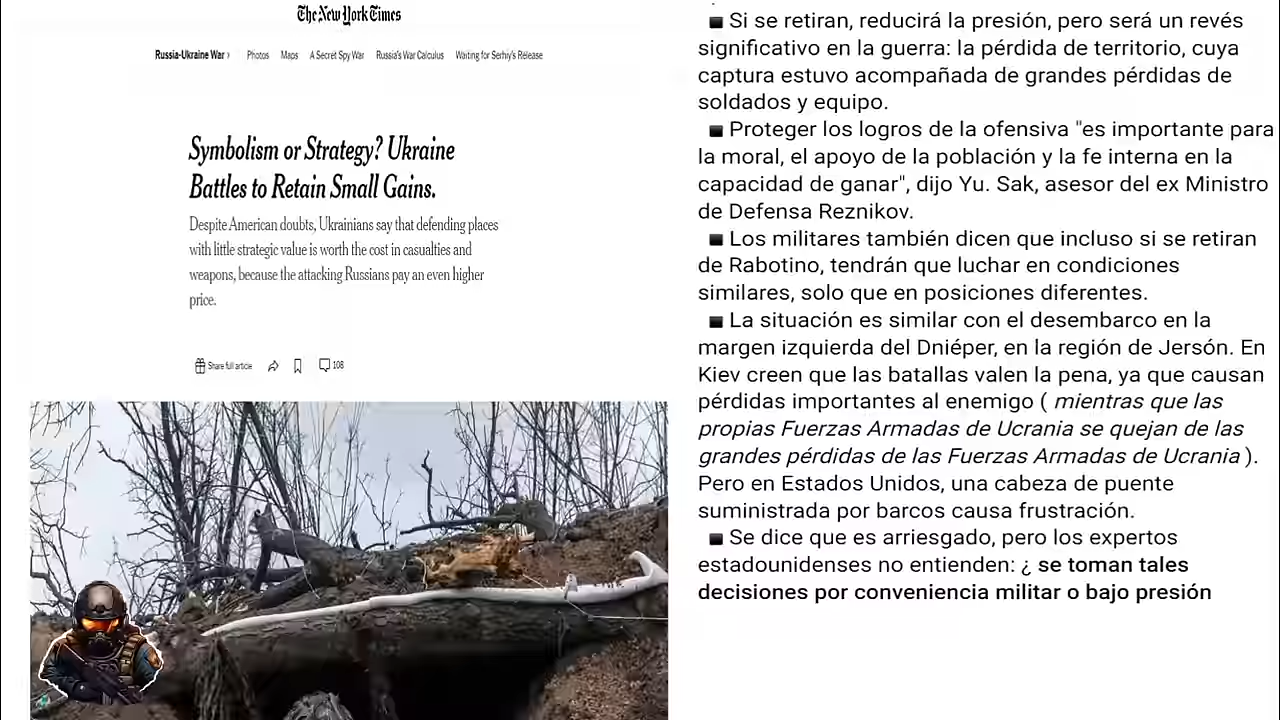 The New York Times
Russia-Ukraine War › Photos Maps A Secret Spy War Russia's War Calculus Waiting for Serhiy's Release
Symbolism or Strategy? Ukraine
Battles to Retain Small Gains.
Despite American doubts, Ukrainians say that defending places
with little strategic value is worth the cost in casualties and
weapons, because the attacking Russians pay an even higher
price.
Share full article 108
Si se retiran, reducirá la presión, pero será un revés
significativo en la guerra: la pérdida de territorio, cuya
captura estuvo acompañada de grandes pérdidas de
soldados y equipo.
Proteger los logros de la ofensiva "es importante para
la moral, el apoyo de la población y la fe interna en la
capacidad de ganar", dijo Yu. Sak, asesor del ex Ministro
de Defensa Reznikov.
Los militares también dicen que incluso si se retiran
de Rabotino, tendrán que luchar en condiciones
similares, solo que en posiciones diferentes.
La situación es similar con el desembarco en la
margen izquierda del Dniéper, en la región de Jersón. En
Kiev creen que las batallas valen la pena, ya que causan
pérdidas importantes al enemigo ( mientras que las
propias Fuerzas Armadas de Ucrania se quejan de las
grandes pérdidas de las Fuerzas Armadas de Ucrania ).
Pero en Estados Unidos, una cabeza de puente
suministrada por barcos causa frustración.
Se dice que es arriesgado, pero los expertos
estadounidenses no entienden: ¿ se toman tales
decisiones por conveniencia militar o bajo presión